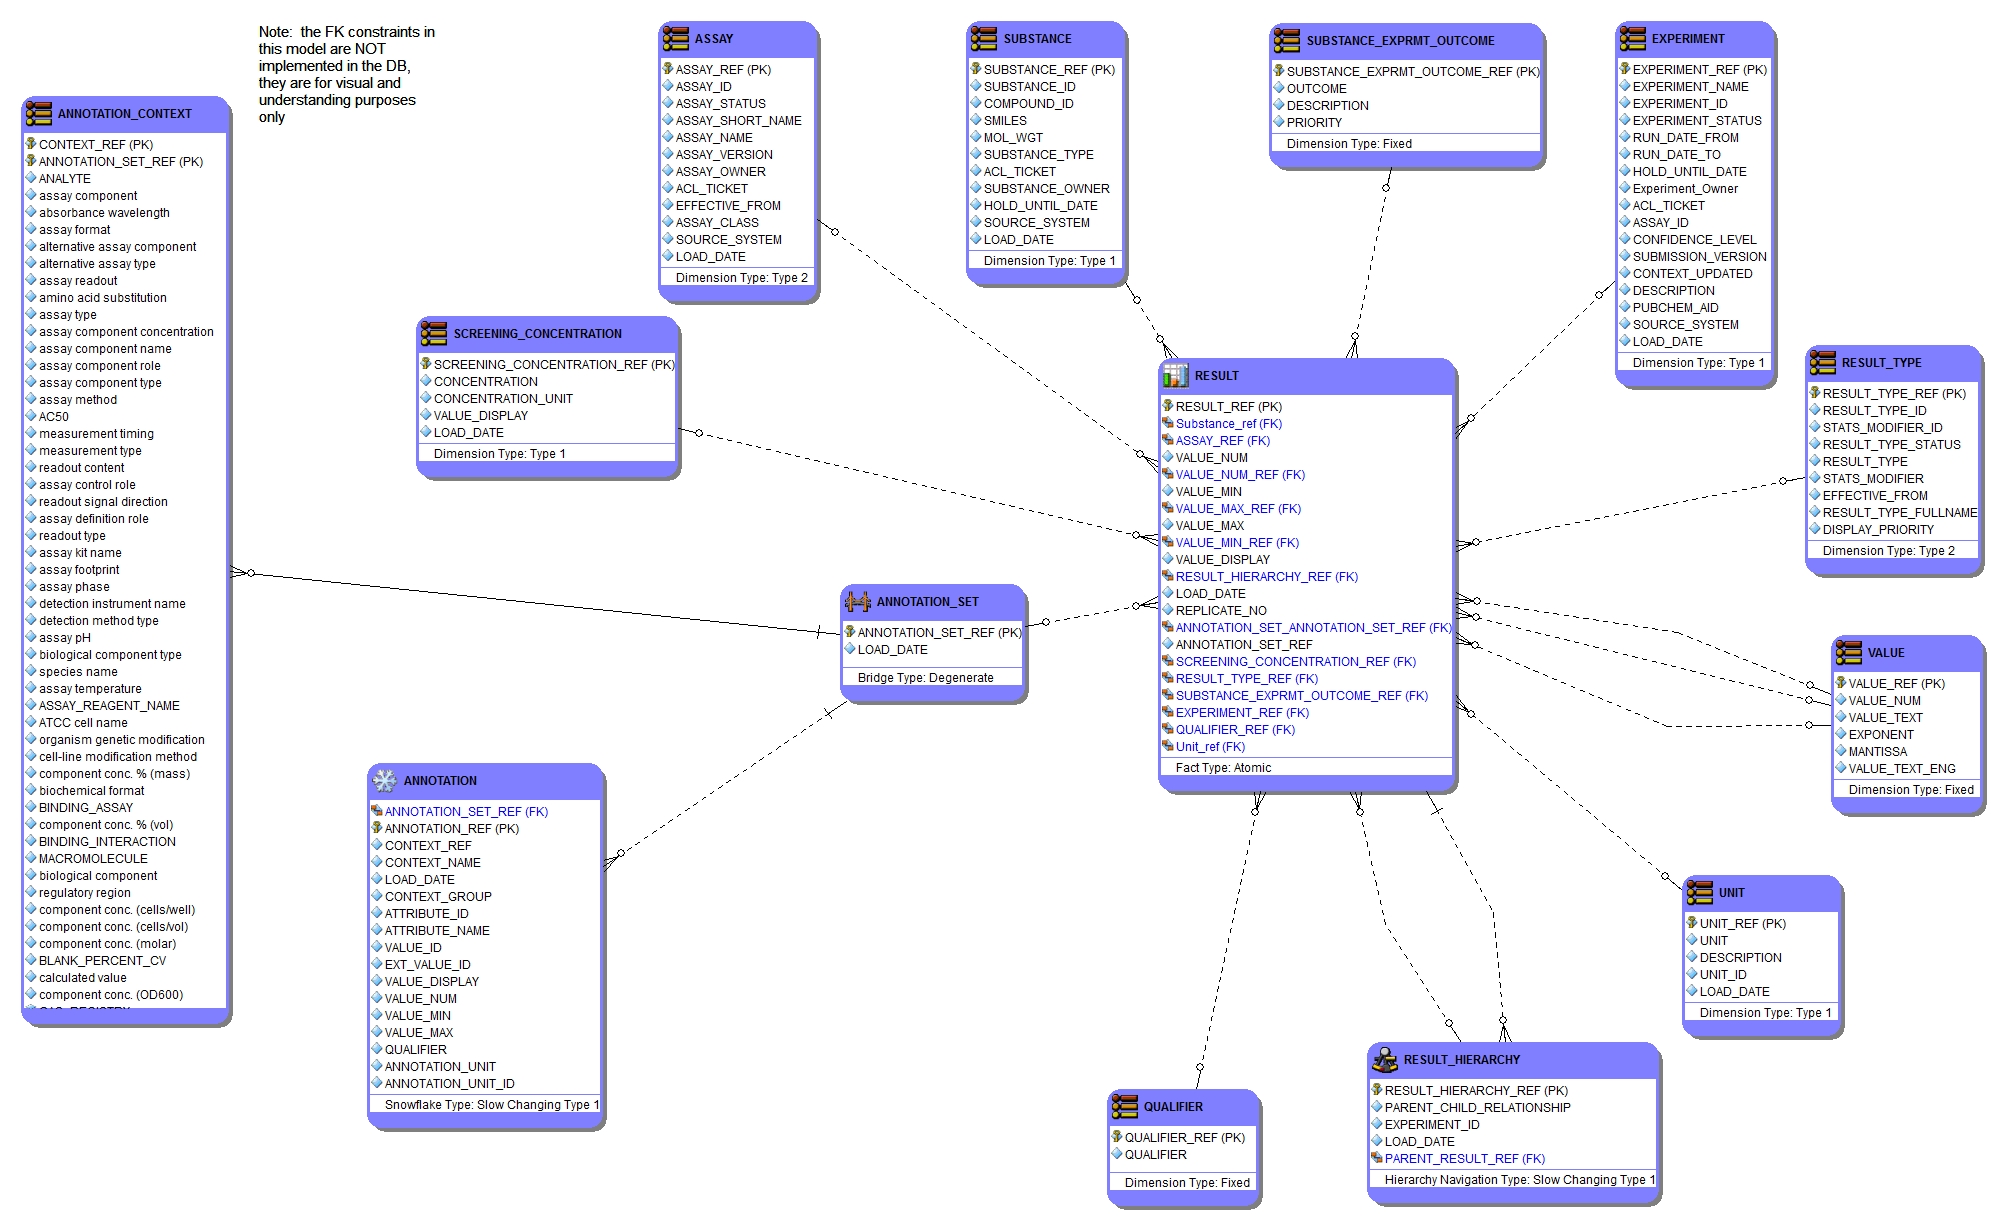 Note: the FK constraints in
this model are NOT
implemented in the DB,
they are for visual and
understanding purposes
only
ANNOTATION_CONTEXT
CONTEXT_REF (PK)
ANNOTATION_SET_REF (PK)
ANALYTE
assay component
absorbance wavelength
assay format
alternative assay component
alternative assay type
assay readout
amino acid substitution
assay type
assay component concentration
assay component name
assay component role
assay component type
assay method
AC50
measurement timing
measurement type
readout content
assay control role
readout signal direction
assay definition role
readout type
assay kit name
assay footprint
assay phase
detection instrument name
detection method type
assay pH
biological component type
species name
assay temperature
ASSAY_REAGENT_NAME
ATCC cell name
organism genetic modification
cell-line modification method
component conc. % (mass)
biochemical format
BINDING_ASSAY
component conc. % (vol)
BINDING_INTERACTION
MACROMOLECULE
biological component
regulatory region
component conc. (cells/well)
component conc. (cells/vol)
component conc. (molar)
BLANK_PERCENT_CV
calculated value
component conc. (OD600)
ASSAY
ASSAY_REF (PK)
ASSAY_ID
ASSAY_STATUS
ASSAY_SHORT_NAME
ASSAY_NAME
ASSAY_VERSION
ASSAY_OWNER
ACL_TICKET
EFFECTIVE_FROM
ASSAY_CLASS
SOURCE_SYSTEM
LOAD_DATE
Dimension Type: Type 2
SUBSTANCE
SUBSTANCE_REF (PK)
SUBSTANCE_ID
COMPOUND_ID
SMILES
MOL_WGT
SUBSTANCE_TYPE
ACL_TICKET
SUBSTANCE_OWNER
HOLD_UNTIL_DATE
SOURCE_SYSTEM
LOAD_DATE
Dimension Type: Type 1
SUBSTANCE_EXPRMT_OUTCOME
SUBSTANCE_EXPRMT_OUTCOME_REF (PK)
OUTCOME
DESCRIPTION
PRIORITY
Dimension Type: Fixed
EXPERIMENT
EXPERIMENT_REF (PK)
EXPERIMENT_NAME
EXPERIMENT_ID
EXPERIMENT_STATUS
RUN_DATE_FROM
RUN_DATE_TO
HOLD_UNTIL_DATE
Experiment_Owner
ACL_TICKET
ASSAY_ID
CONFIDENCE_LEVEL
SUBMISSION_VERSION
CONTEXT_UPDATED
DESCRIPTION
PUBCHEM_AID
SOURCE_SYSTEM
LOAD_DATE
Dimension Type: Type 1
SCREENING_CONCENTRATION
SCREENING_CONCENTRATION_REF (PK)
CONCENTRATION
CONCENTRATION_UNIT
VALUE_DISPLAY
LOAD_DATE
Dimension Type: Type 1
RESULT
RESULT_REF (PK)
Substance_ref (FK)
ASSAY_REF (FK)
VALUE_NUM
VALUE_NUM_REF (FK)
VALUE_MIN
VALUE_MAX_REF (FK)
VALUE_MAX
VALUE_MIN_REF (FK)
VALUE_DISPLAY
RESULT_HIERARCHY_REF (FK)
LOAD_DATE
REPLICATE_NO
ANNOTATION_SET_ANNOTATION_SET_REF (FK)
ANNOTATION_SET_REF
SCREENING_CONCENTRATION_REF (FK)
RESULT_TYPE_REF (FK)
SUBSTANCE_EXPRMT_OUTCOME_REF (FK)
EXPERIMENT_REF (FK)
QUALIFIER_REF (FK)
Unit_ref (FK)
Fact Type: Atomic
RESULT_TYPE
RESULT_TYPE_REF (PK)
RESULT_TYPE_ID
STATS_MODIFIER_ID
RESULT_TYPE_STATUS
RESULT_TYPE
STATS_MODIFIER
EFFECTIVE_FROM
RESULT_TYPE_FULLNAME
DISPLAY_PRIORITY
Dimension Type: Type 2
ANNOTATION_SET
ANNOTATION_SET_REF (PK)
LOAD_DATE
Bridge Type: Degenerate
VALUE
VALUE_REF (PK)
VALUE_NUM
VALUE_TEXT
EXPONENT
MANTISSA
VALUE_TEXT_ENG
Dimension Type: Fixed
ANNOTATION
ANNOTATION_SET_REF (FK)
ANNOTATION_REF (PK)
CONTEXT_REF
CONTEXT_NAME
LOAD_DATE
CONTEXT_GROUP
ATTRIBUTE_ID
ATTRIBUTE_NAME
VALUE_ID
EXT_VALUE_ID
VALUE_DISPLAY
VALUE_NUM
VALUE_MIN
VALUE_MAX
QUALIFIER
ANNOTATION_UNIT
ANNOTATION_UNIT_ID
Snowflake Type: Slow Changing Type 1
UNIT
UNIT_REF (PK)
UNIT
DESCRIPTION
UNIT_ID
LOAD_DATE
Dimension Type: Type 1
RESULT_HIERARCHY
RESULT_HIERARCHY_REF (PK)
PARENT_CHILD_RELATIONSHIP
EXPERIMENT_ID
LOAD_DATE
PARENT_RESULT_REF (FK)
Hierarchy Navigation Type: Slow Changing Type 1
QUALIFIER
QUALIFIER_REF (PK)
QUALIFIER
Dimension Type: Fixed